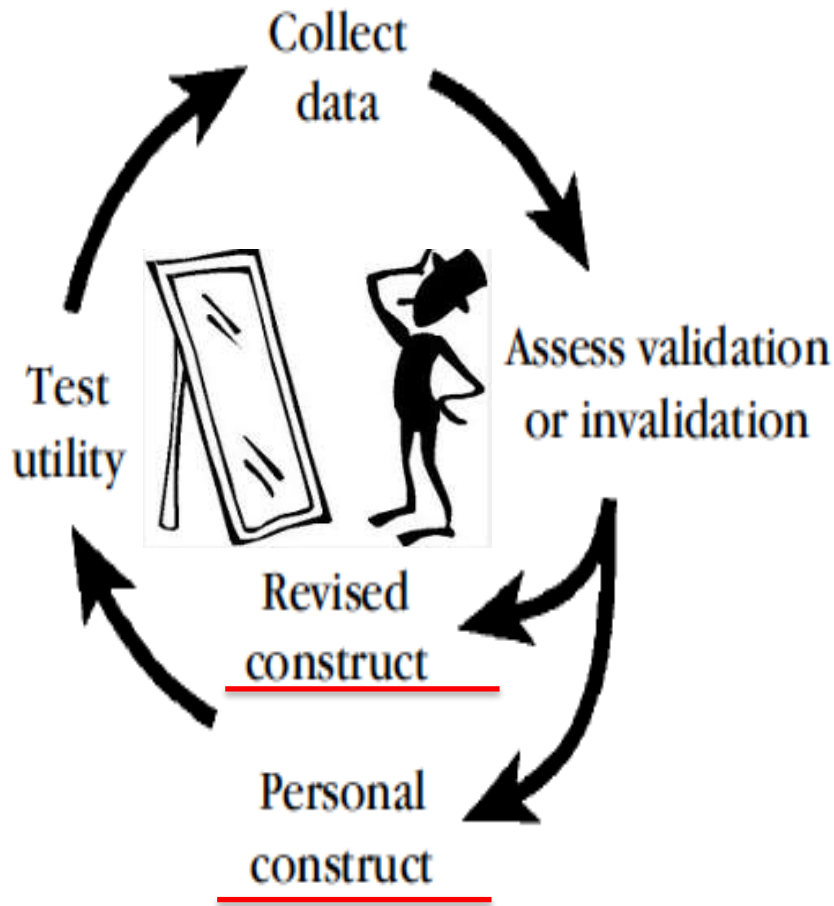 Collect
data
Assess validation
or invalidation
Test
utility
Revised
construct
Personal
construct